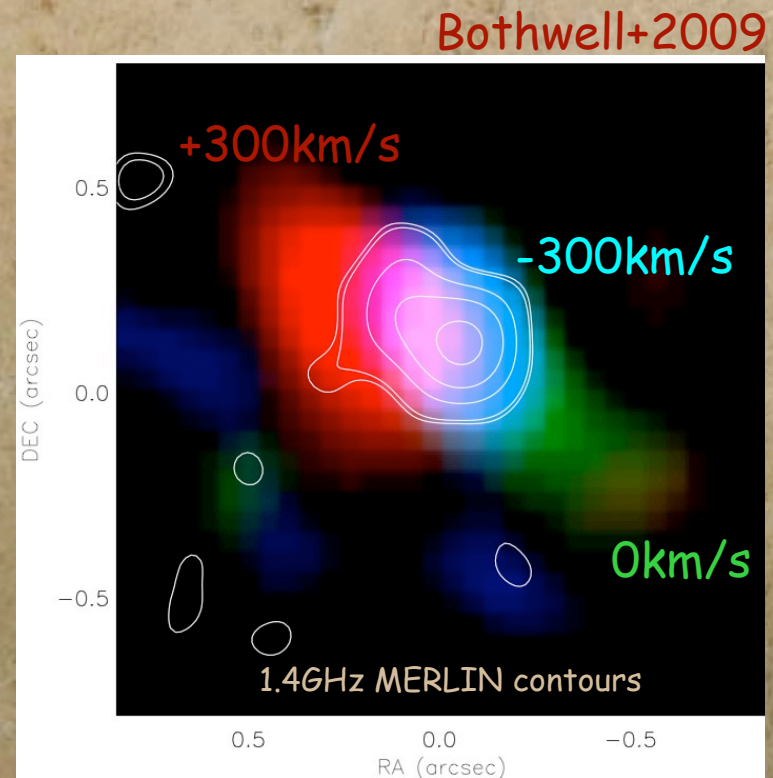 Bothwell+2009
+300km/s
0.5
-300km/s
DEC (arcsec)
0.0
0km/s
−0.5
1.4GHz MERLIN contours
0.5
0.0
−0.5
RA (arcsec)